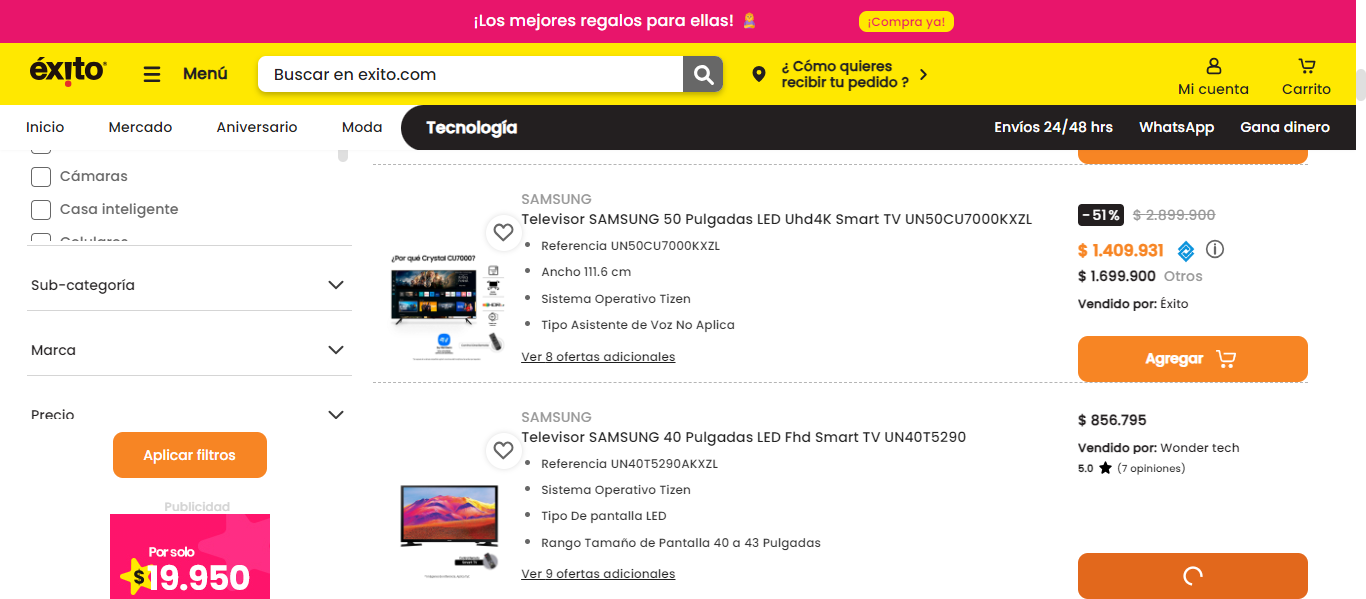 ¡Los mejores regalos para ellas!
¡Compra ya!
éxito
Menú
Buscar en exito.com
¿ Cómo quieres
recibir tu pedido ?
Mi cuenta
Carrito
Inicio
Mercado
Aniversario
Moda
Tecnología
Envíos 24/48 hrs
WhatsApp
Gana dinero
Cámaras
Casa inteligente
Celulares
Sub-categoría
Marca
Precio
Aplicar filtros
Publicidad
Por solo
$19.950
SAMSUNG
Televisor SAMSUNG 50 Pulgadas LED Uhd4K Smart TV UN50CU7000KXZL
¿Por qué Crystal CU7000?
Referencia UN50CU7000KXZL
Ancho 111.6 cm
Sistema Operativo Tizen
Tipo Asistente de Voz No Aplica
Ver 8 ofertas adicionales
-51%
$ 2.899.900
$ 1.409.931
$ 1.699.900 Otros
Vendido por: Éxito
Agregar
SAMSUNG
Televisor SAMSUNG 40 Pulgadas LED Fhd Smart TV UN40T5290
Referencia UN40T5290AKXZL
Sistema Operativo Tizen
Tipo De pantalla LED
Rango Tamaño de Pantalla 40 a 43 Pulgadas
Ver 9 ofertas adicionales
$ 856.795
Vendido por: Wonder tech
5.0 (7 opiniones)